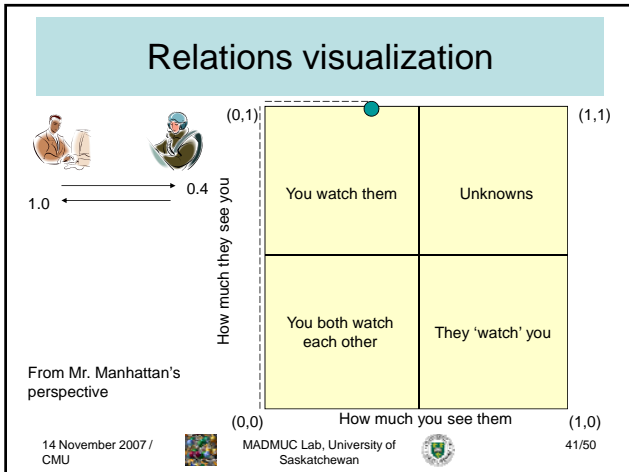 Relations visualization
(0,1)
(1,1)
0.4
1.0
You watch them
Unknowns
How much they see you
You both watch
each other
They 'watch' you
From Mr. Manhattan's
perspective
(0,0)
How much you see them
(1,0)
14 November 2007 /
CMU
MADMUC Lab, University of
Saskatchewan
41/50